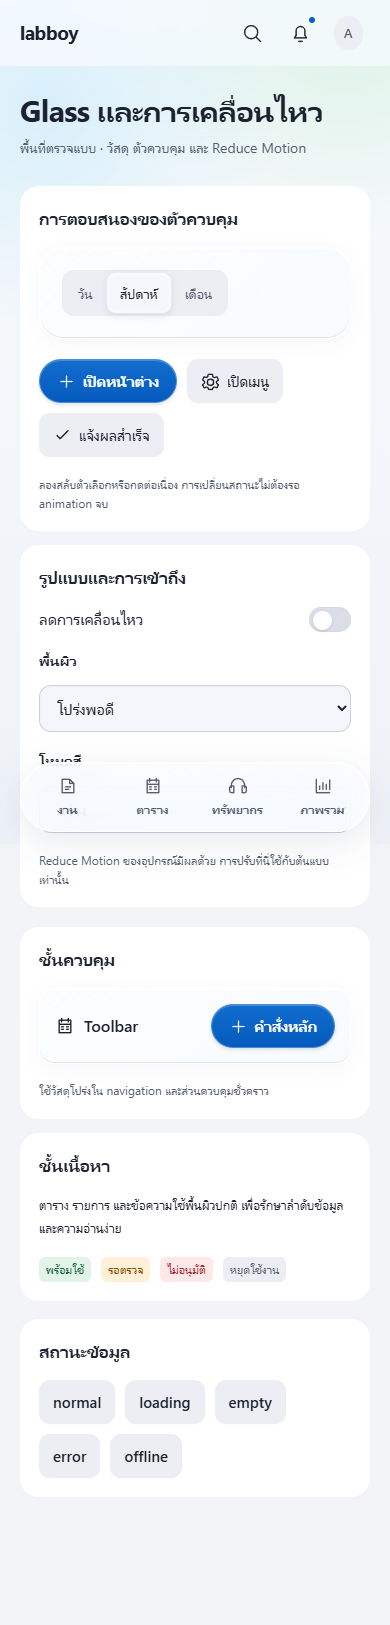 labboy
A
Glass และการเคลื่อนไหว
พื้นที่ตรวจแบบ · วัสดุ ตัวควบคุม และ Reduce Motion
การตอบสนองของตัวควบคุม
วัน สัปดาห์ เดือน
เปิดหน้าต่าง เปิดเมนู
แจ้งผลสำเร็จ
ลองสลับตัวเลือกหรือกดต่อเนื่อง การเปลี่ยนสถานะไม่ต้องรอ
animation จบ
รูปแบบและการเข้าถึง
ลดการเคลื่อนไหว
พื้นผิว
โปร่งพอดี
โหมดสี
งาน ตาราง ทรัพยากร ภาพรวม
Reduce Motion ของอุปกรณ์มีผลด้วย การปรับที่นี่ใช้กับต้นแบบ
เท่านั้น
ชั้นควบคุม
Toolbar คำสั่งหลัก
ใช้วัสดุโปร่งใน navigation และส่วนควบคุมชั่วคราว
ชั้นเนื้อหา
ตาราง รายการ และข้อความใช้พื้นผิวปกติ เพื่อรักษาลำดับข้อมูล
และความอ่านง่าย
พร้อมใช้ รอตรวจ ไม่อนุมัติ หยุดใช้งาน
สถานะข้อมูล
normal loading empty
error offline